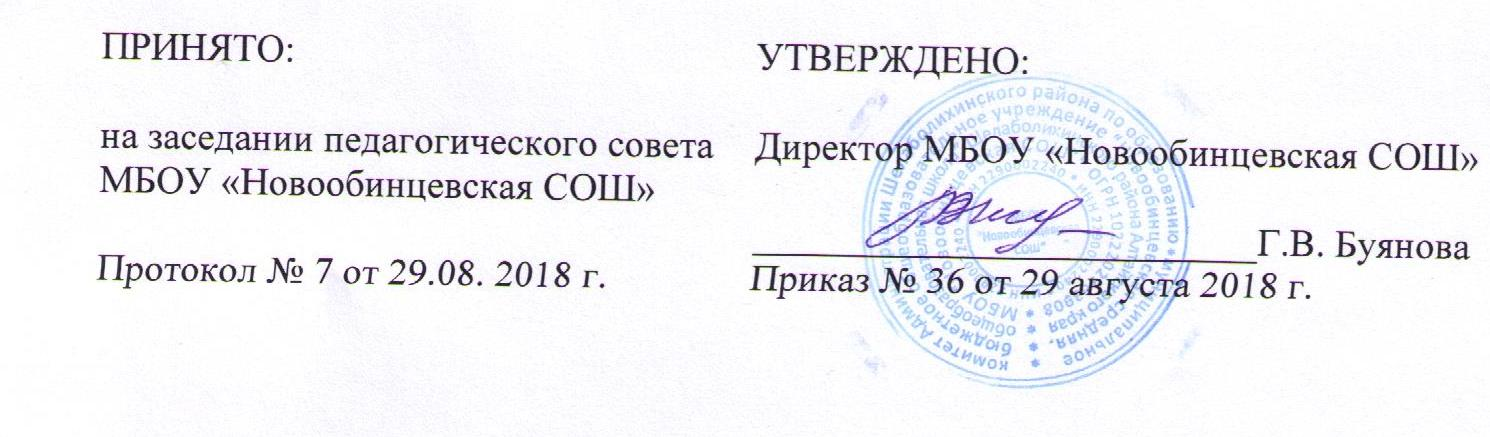 ПРИНЯТО:
на заседании педагогического совета
МБОУ «Новообинцевская СОШ»
Протокол № 7 от 29.08. 2018 г.
УТВЕРЖДЕНО:
Директор МБОУ «Новообинцевская СОШ»
Г.В. Буянова
Приказ № 36 от 29 августа 2018 г.